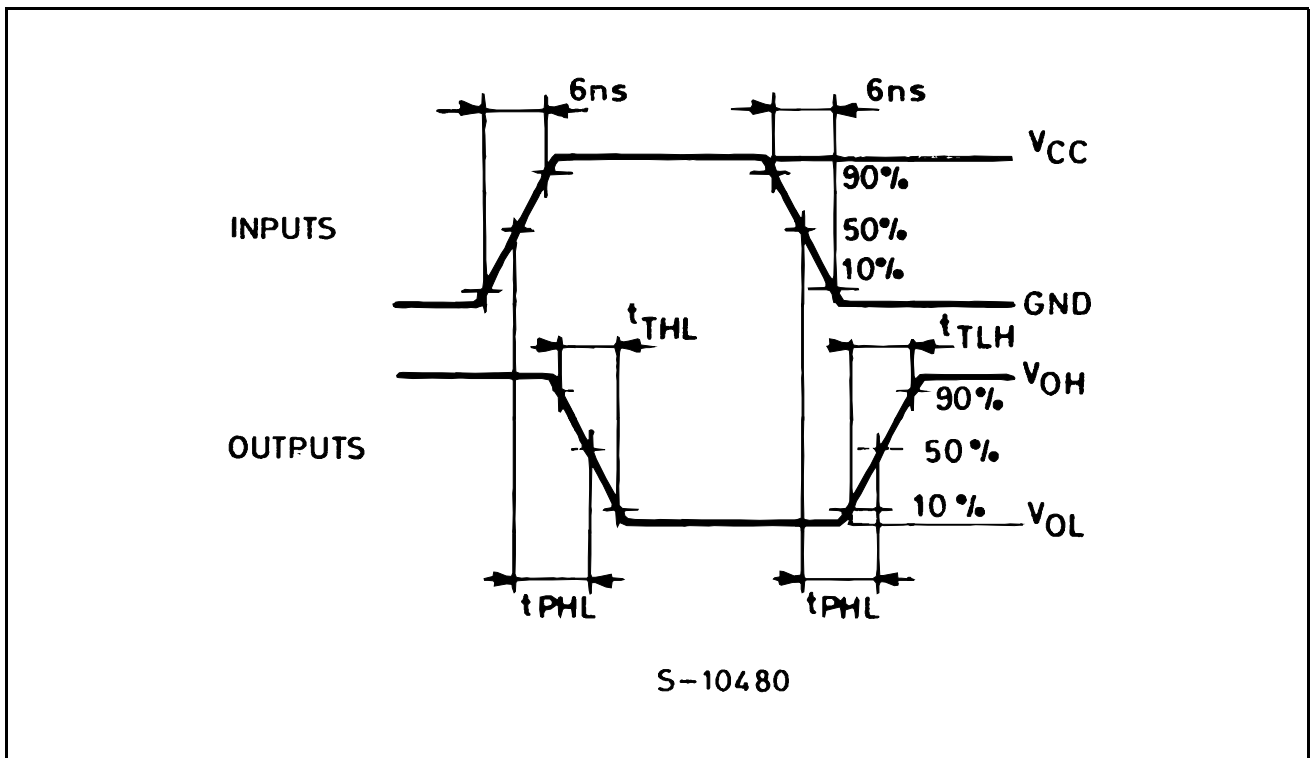 6ns 6ns
VCC
90%
INPUTS 50%
10%
GND
tTHL tTLH
VOH
90%
OUTPUTS 50%
10% VOL
tPHL tPHL
S-10480